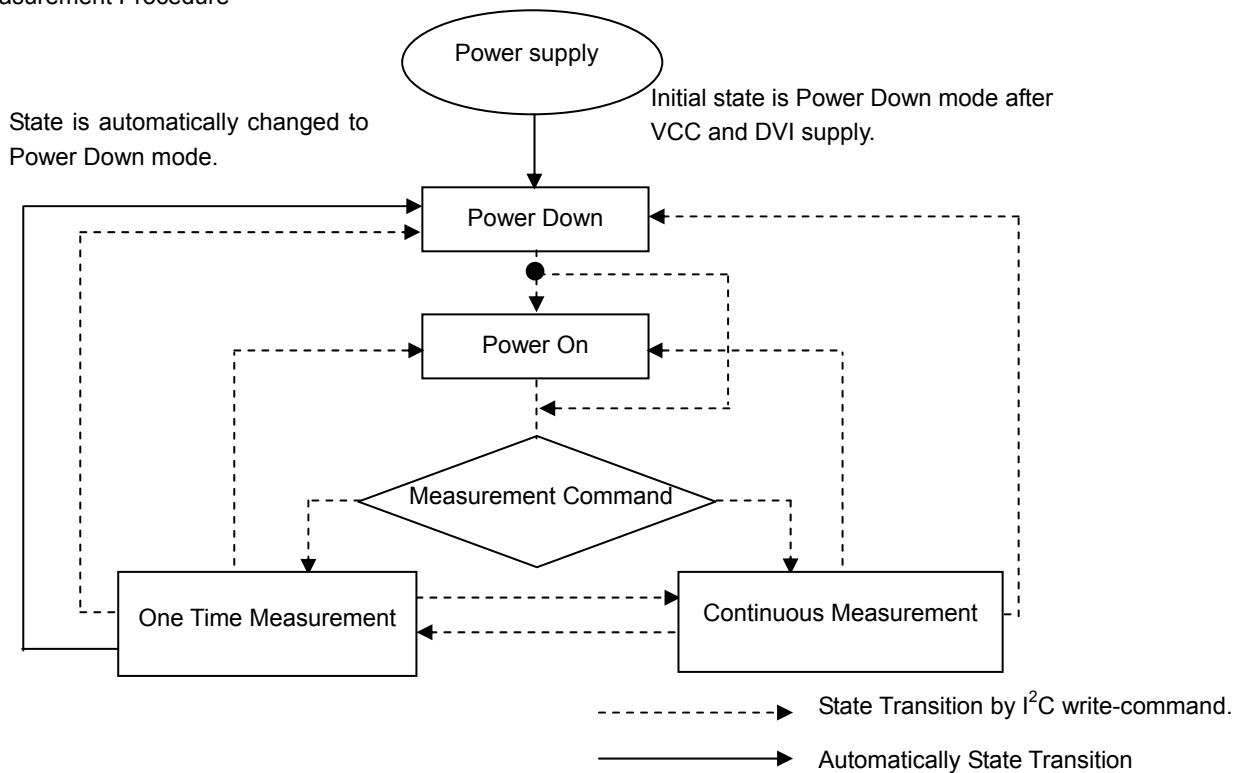 Power supply
Initial state is Power Down mode after
VCC and DVI supply.
State is automatically changed to
Power Down mode.
Power Down
Power On
Measurement Command
One Time Measurement
Continuous Measurement
State Transition by I²C write-command.
Automatically State Transition